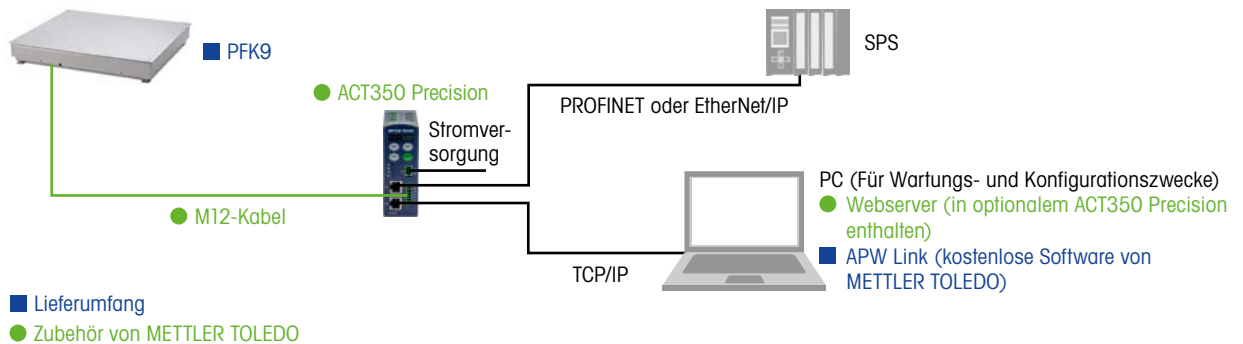 PFK9
SPS
ACT350 Precision
PROFINET oder EtherNet/IP
Stromver-
sorgung
PC (Für Wartungs- und Konfigurationszwecke)
Webserver (in optionalem ACT350 Precision
enthalten)
M12-Kabel
APW Link (kostenlose Software von
METTLER TOLEDO)
TCP/IP
Lieferumfang
Zubehör von METTLER TOLEDO